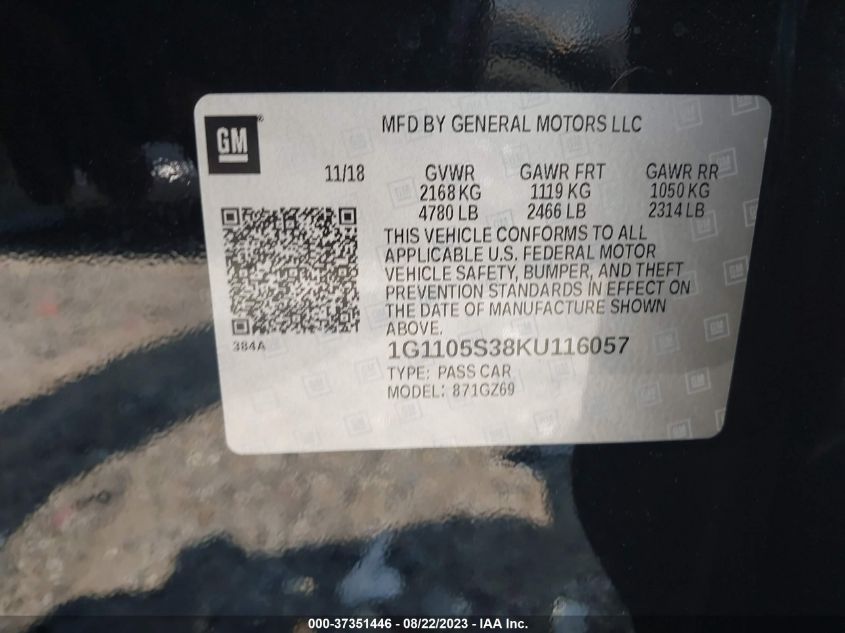 GM
MFD BY GENERAL MOTORS LLC
11/18 GVWR GAWR FRT GAWR RR
2168 KG 1119 KG 1050 KG
4780 LB 2466 LB 2314 LB
THIS VEHICLE CONFORMS TO ALL
APPLICABLE U.S. FEDERAL MOTOR
VEHICLE SAFETY, BUMPER, AND THEFT
PREVENTION STANDARDS IN EFFECT ON
THE DATE OF MANUFACTURE SHOWN
ABOVE.
384A
1G1105S38KU116057
TYPE: PASS CAR
MODEL: 871GZ69
000-37351446 - 08/22/2023 - IAA Inc.